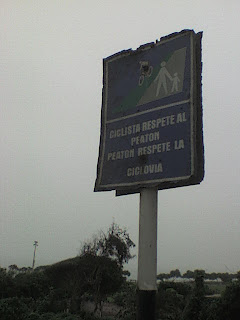 CICLISTA RESPETE AL
PEATON
PEATON RESPETE LA
CICLOVIA